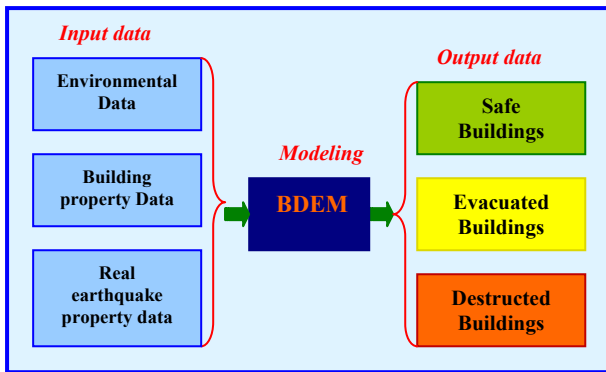 Input data
Environmental
Data
Building
property Data
Real
earthquake
property data
Modeling
BDEM
Output data
Safe
Buildings
Evacuated
Buildings
Destructed
Buildings